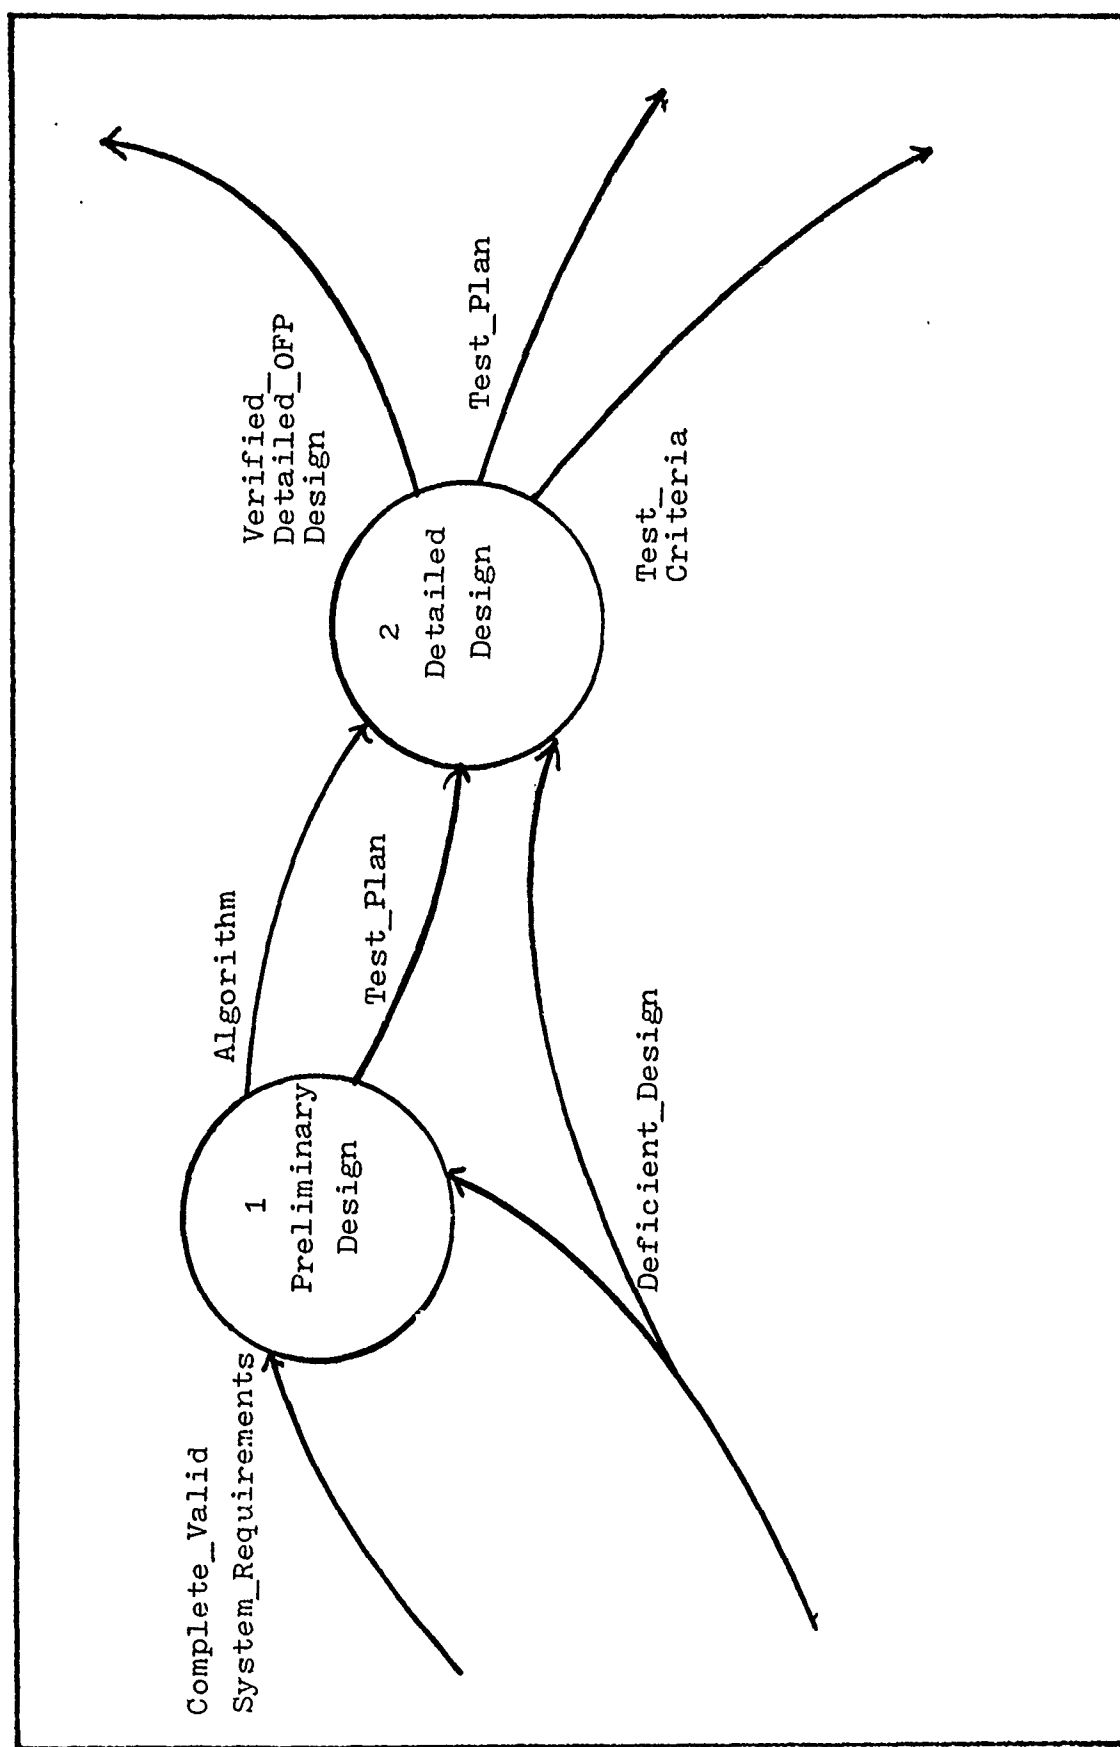 Complete_Valid
System_Requirements
1
Preliminary
Design
Algorithm
Test_Plan
Deficient_Design
2
Detailed
Design
Verified_
Detailed_OFP
Design
Test_Plan
Test_
Criteria